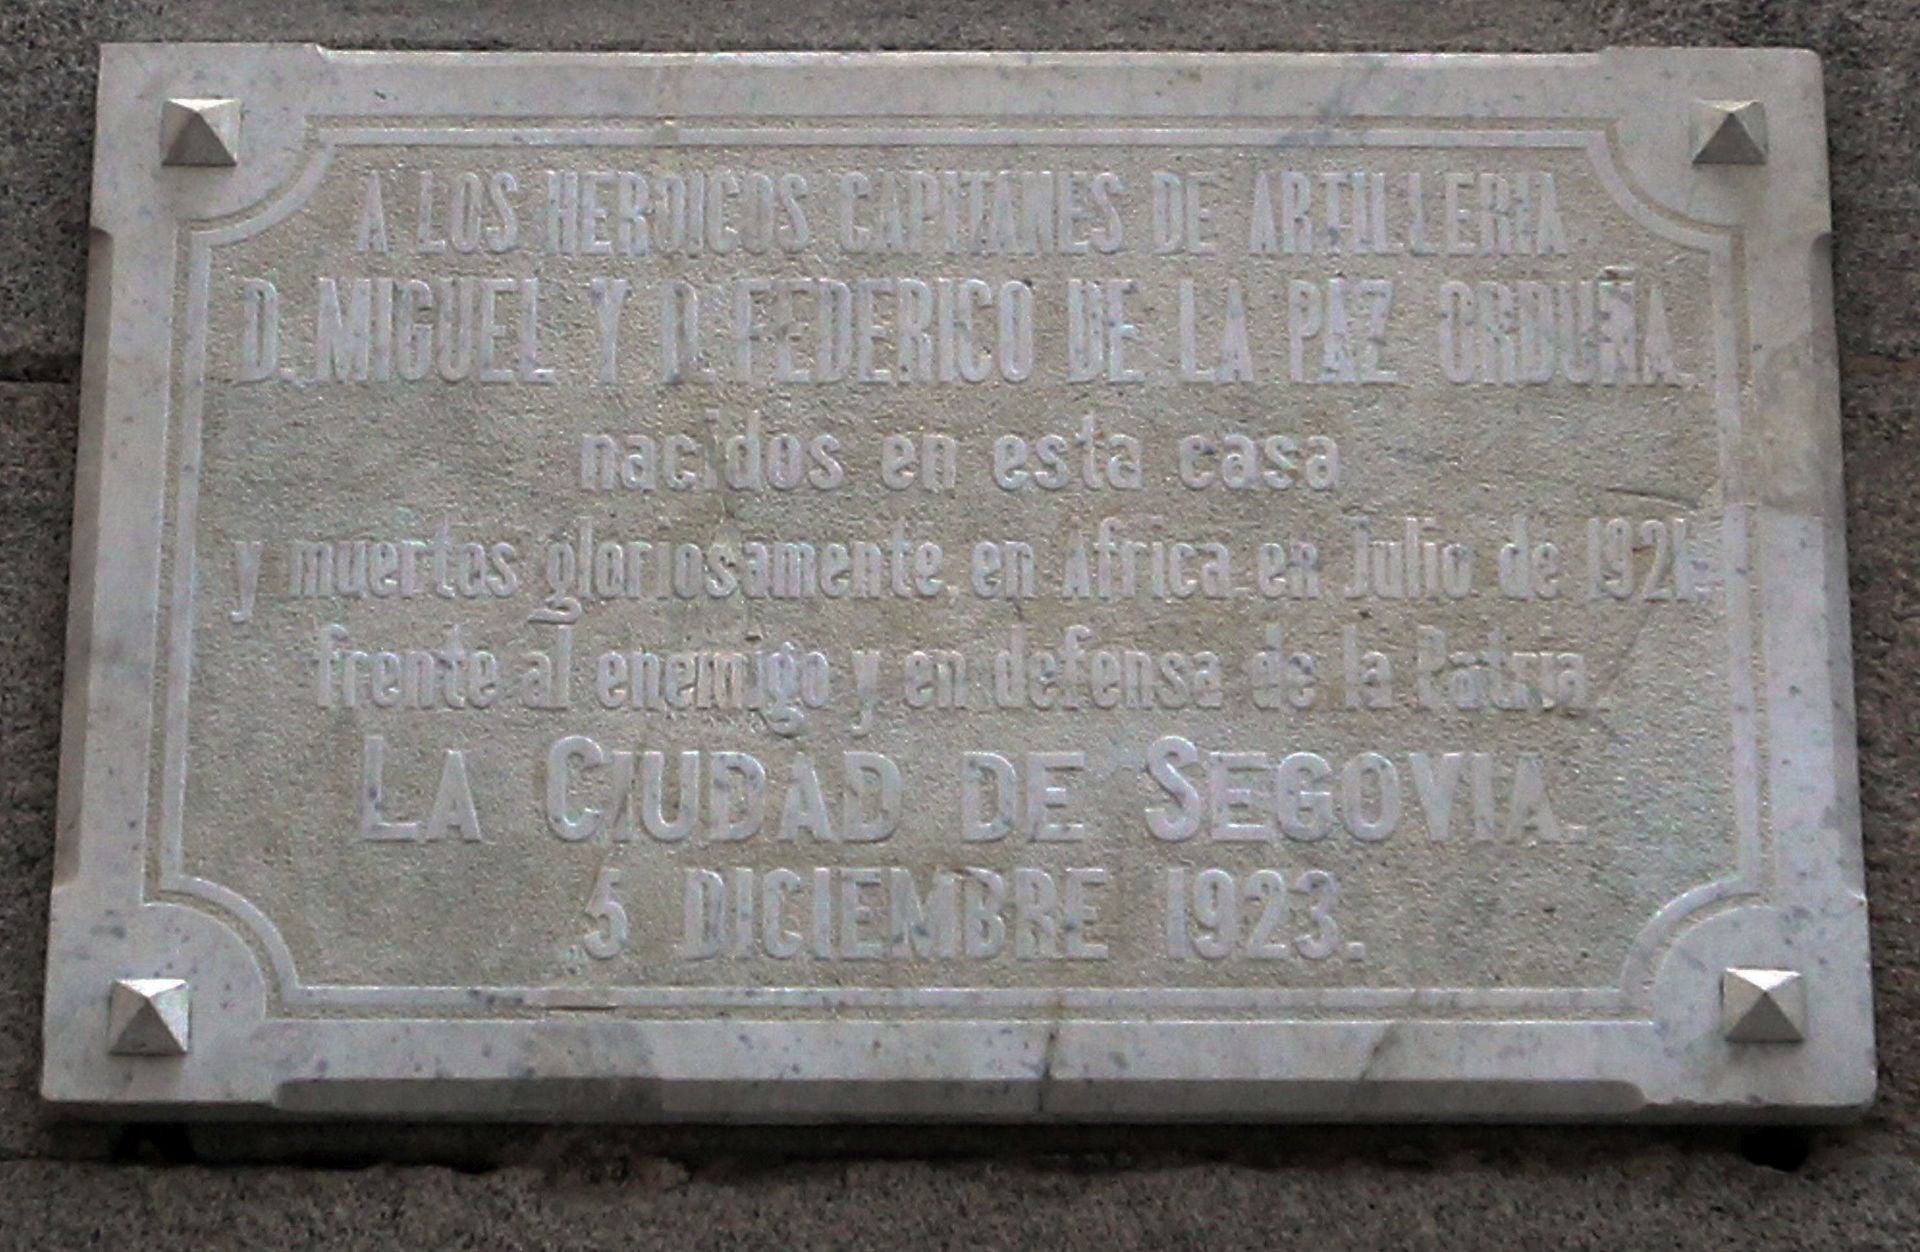 A LOS HEROICOS CAPITANES DE ARTILLERIA
D. MIGUEL Y D. FEDERICO DE LA PAZ ORDUÑA,
nacidos en esta casa
y muertos gloriosamente en Africa en Julio de 1921
frente al enemigo y en defensa de la Patria
LA CIUDAD DE SEGOVIA
5 DICIEMBRE 1923.